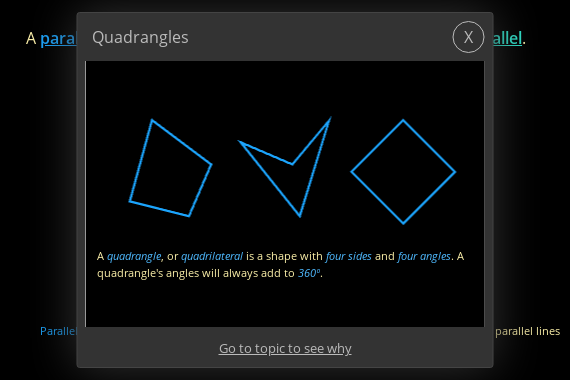 Quadrangles
X
A allel.
A quadrangle, or quadrilateral is a shape with four sides and four angles. A
quadrangle's angles will always add to 360º.
Parallel parallel lines
Go to topic to see why